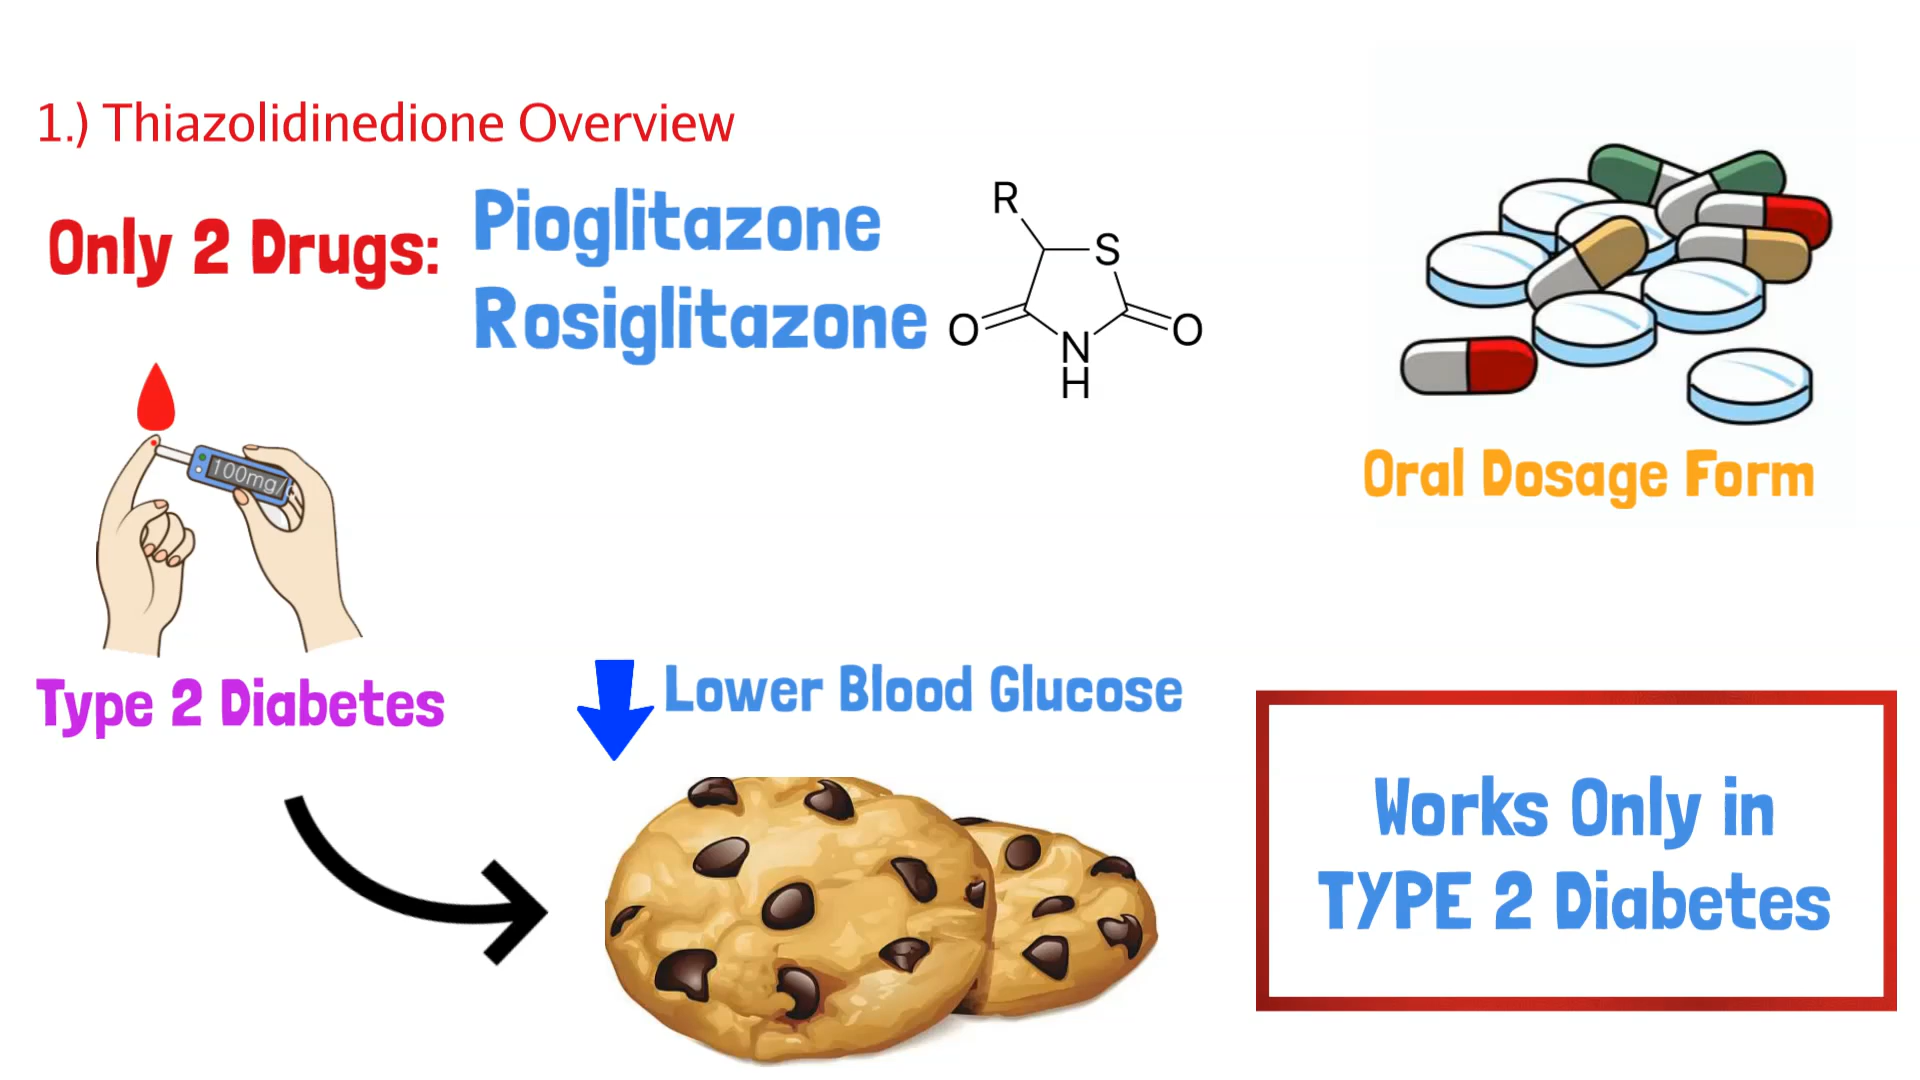 1.) Thiazolidinedione Overview
Only 2 Drugs:
Pioglitazone
Rosiglitazone
R
S
O
O
N
H
100mg/
Oral Dosage Form
Type 2 Diabetes
Lower Blood Glucose
Works Only in
TYPE 2 Diabetes